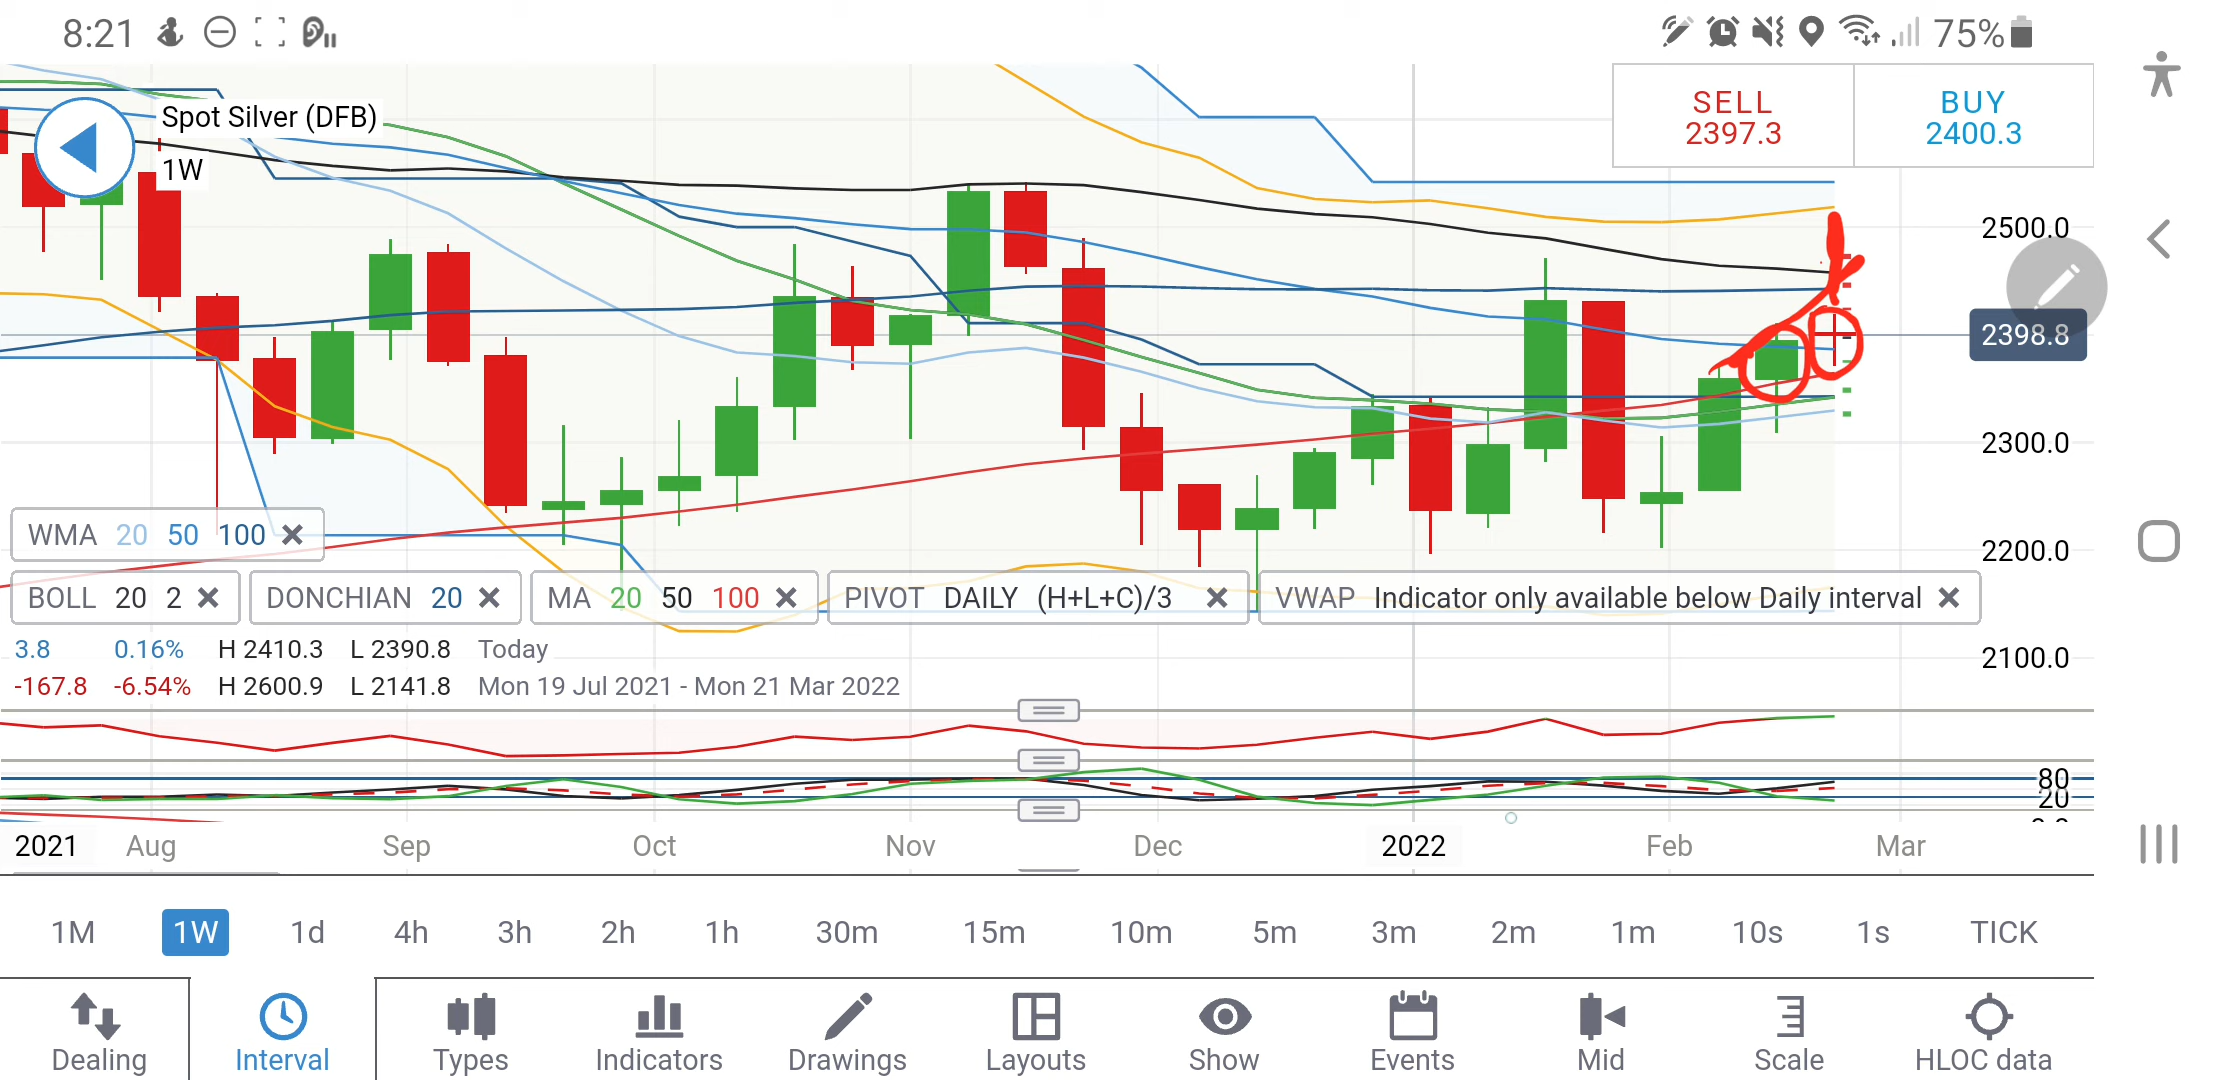 8:21
75%
Spot Silver (DFB)
1W
SELL
2397.3
BUY
2400.3
2500.0
2398.8
2300.0
2200.0
2100.0
WMA 20 50 100
BOLL 20 2
DONCHIAN 20
MA 20 50 100
PIVOT DAILY (H+L+C)/3
VWAP Indicator only available below Daily interval
3.8 0.16% H 2410.3 L 2390.8 Today
-167.8 -6.54% H 2600.9 L 2141.8 Mon 19 Jul 2021 - Mon 21 Mar 2022
80
20
2021 Aug Sep Oct Nov Dec 2022 Feb Mar
1M 1W 1d 4h 3h 2h 1h 30m 15m 10m 5m 3m 2m 1m 10s 1s TICK
Dealing Interval Types Indicators Drawings Layouts Show Events Mid Scale HLOC data